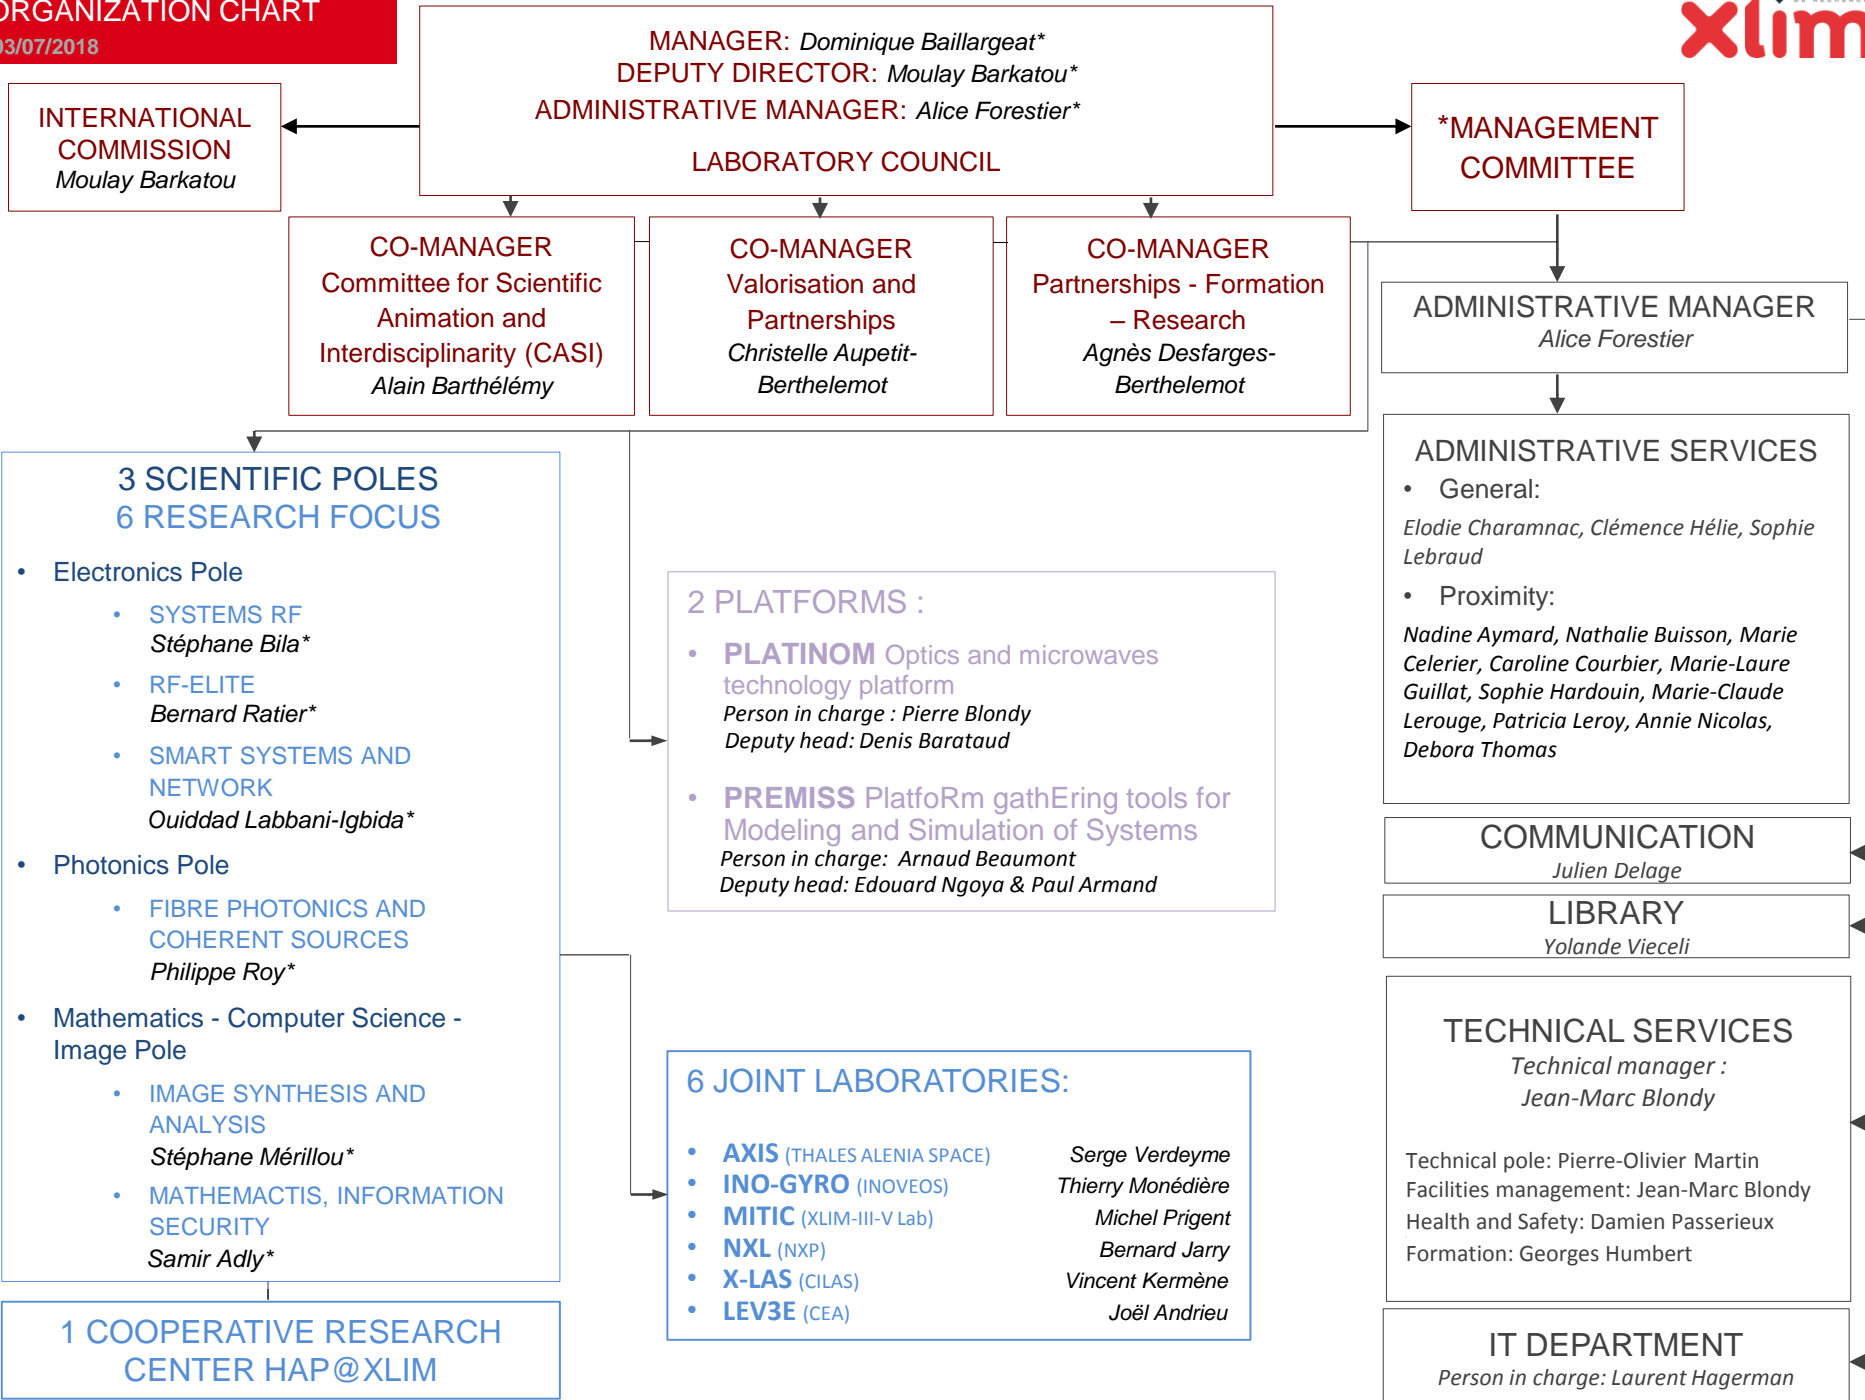 ORGANIZATION CHART
03/07/2018
xlim
MANAGER: Dominique Baillargeat*
DEPUTY DIRECTOR: Moulay Barkatou*
ADMINISTRATIVE MANAGER: Alice Forestier*
LABORATORY COUNCIL
INTERNATIONAL
COMMISSION
Moulay Barkatou
*MANAGEMENT
COMMITTEE
CO-MANAGER
Committee for Scientific
Animation and
Interdisciplinarity (CASI)
Alain Barthélémy
CO-MANAGER
Valorisation and
Partnerships
Christelle Aupetit-
Berthelemot
CO-MANAGER
Partnerships - Formation
– Research
Agnès Desfarges-
Berthelemot
ADMINISTRATIVE MANAGER
Alice Forestier
3 SCIENTIFIC POLES
6 RESEARCH FOCUS
• Electronics Pole
• SYSTEMS RF
Stéphane Bila*
• RF-ELITE
Bernard Ratier*
• SMART SYSTEMS AND
NETWORK
Ouiddad Labbani-Igbida*
• Photonics Pole
• FIBRE PHOTONICS AND
COHERENT SOURCES
Philippe Roy*
• Mathematics - Computer Science -
Image Pole
• IMAGE SYNTHESIS AND
ANALYSIS
Stéphane Mérillou*
• MATHEMACTIS, INFORMATION
SECURITY
Samir Adly*
1 COOPERATIVE RESEARCH
CENTER HAP@XLIM
2 PLATFORMS :
• PLATINOM Optics and microwaves
technology platform
Person in charge : Pierre Blondy
Deputy head: Denis Barataud
• PREMISS PlatfoRm gathEring tools for
Modeling and Simulation of Systems
Person in charge: Arnaud Beaumont
Deputy head: Edouard Ngoya & Paul Armand
6 JOINT LABORATORIES:
• AXIS (THALES ALENIA SPACE) Serge Verdeyme
• INO-GYRO (INOVEOS) Thierry Monédière
• MITIC (XLIM-III-V Lab) Michel Prigent
• NXL (NXP) Bernard Jarry
• X-LAS (CILAS) Vincent Kermène
• LEV3E (CEA) Joël Andrieu
ADMINISTRATIVE SERVICES
• General:
Elodie Charamnac, Clémence Hélie, Sophie
Lebraud
• Proximity:
Nadine Aymard, Nathalie Buisson, Marie
Celerier, Caroline Courbier, Marie-Laure
Guillat, Sophie Hardouin, Marie-Claude
Lerouge, Patricia Leroy, Annie Nicolas,
Debora Thomas
COMMUNICATION
Julien Delage
LIBRARY
Yolande Vieceli
TECHNICAL SERVICES
Technical manager :
Jean-Marc Blondy
Technical pole: Pierre-Olivier Martin
Facilities management: Jean-Marc Blondy
Health and Safety: Damien Passerieux
Formation: Georges Humbert
IT DEPARTMENT
Person in charge: Laurent Hagerman